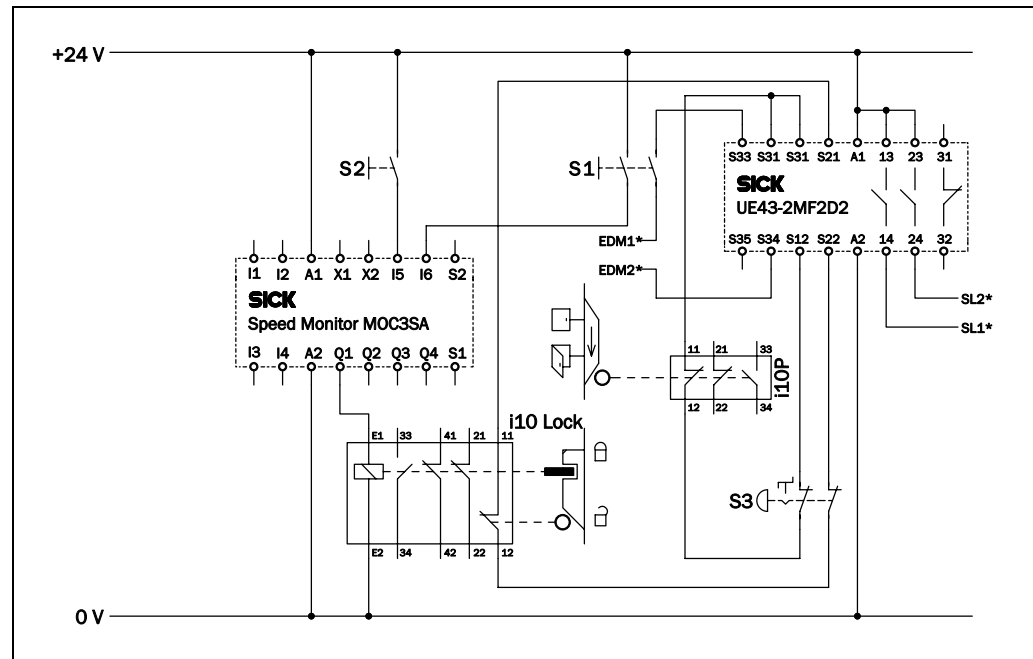 +24 V
S33 S31 S31 S21 A1 13 23 31
S2
S1
SICK
UE43-2MF2D2
EDM1*
S35 S34 S12 S22 A2 14 24 32
EDM2*
I1 I2 A1 X1 X2 I5 I6 S2
SL2*
SICK
SL1*
Speed Monitor MOC3SA
I3 I4 A2 Q1 Q2 Q3 Q4 S1
11 21 33
i10P
12 22 34
i10 Lock
E1 33 41 21 11
S3
E2 34 42 22 12
0 V